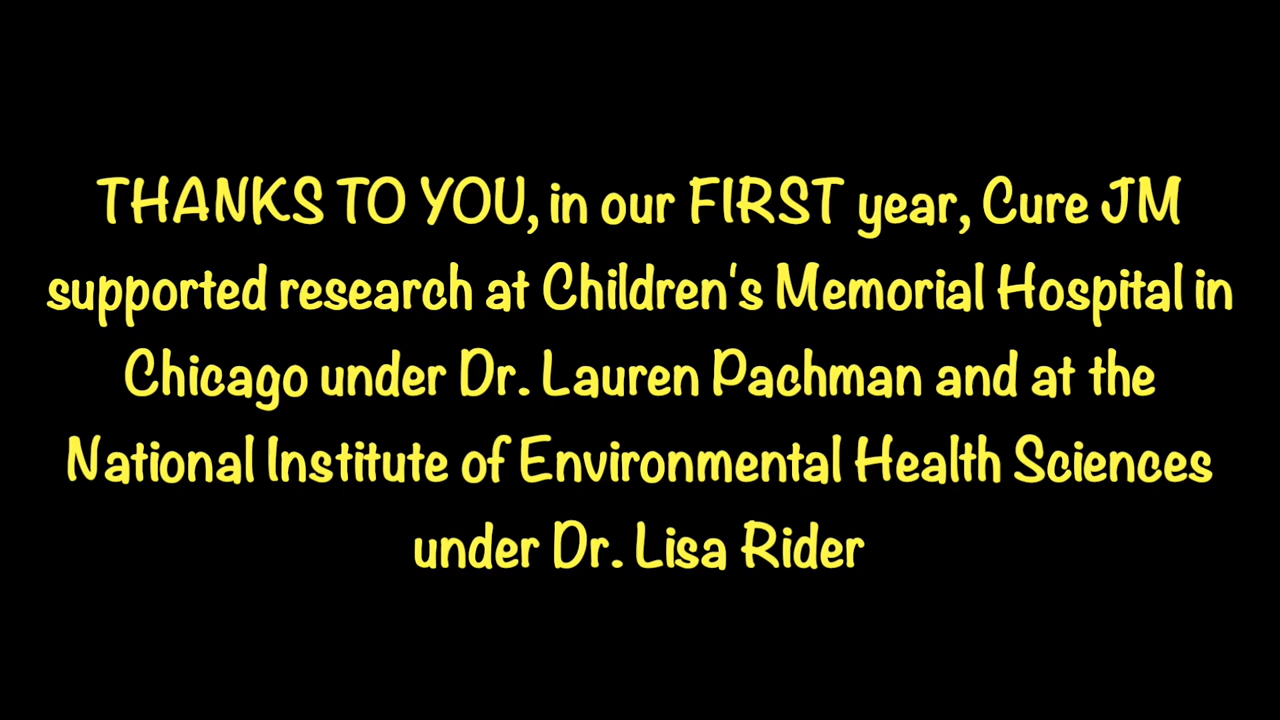 THANKS TO YOU, in our FIRST year, Cure JM
supported research at Children's Memorial Hospital in
Chicago under Dr. Lauren Pachman and at the
National Institute of Environmental Health Sciences
under Dr. Lisa Rider